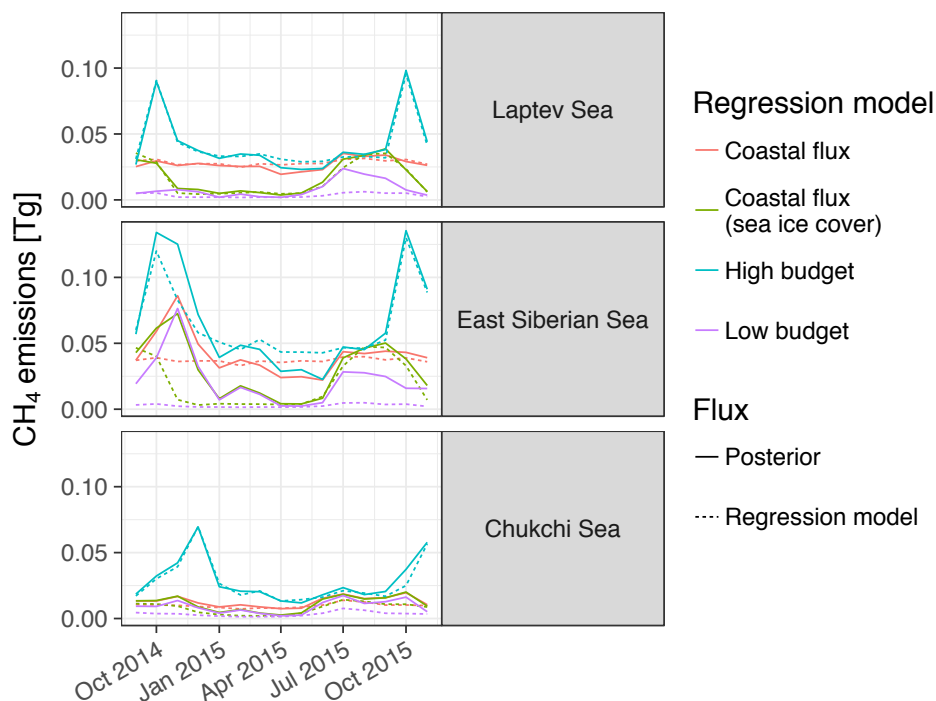 CH₄ emissions [Tg]
0.10
0.05
0.00
Laptev Sea
0.10
0.05
0.00
East Siberian Sea
0.10
0.05
0.00
Chukchi Sea
Oct 2014
Jan 2015
Apr 2015
Jul 2015
Oct 2015
Regression model
Coastal flux
Coastal flux
(sea ice cover)
High budget
Low budget
Flux
Posterior
Regression model